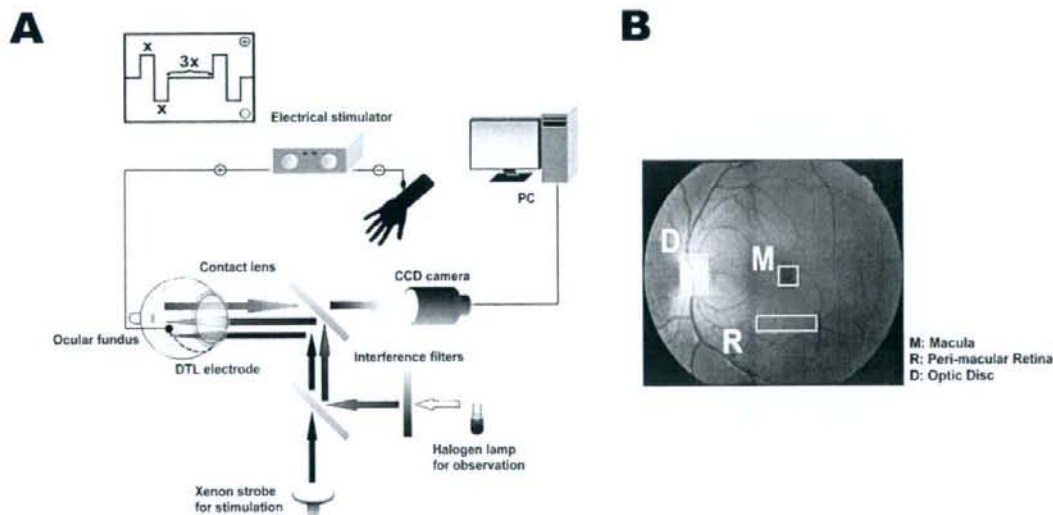 A
B
x
3x
x
+
-
Electrical stimulator
+
-
PC
Contact lens
CCD camera
Ocular fundus
DTL electrode
Interference filters
Halogen lamp
for observation
Xenon strobe
for stimulation
D
M
R
M: Macula
R: Peri-macular Retina
D: Optic Disc